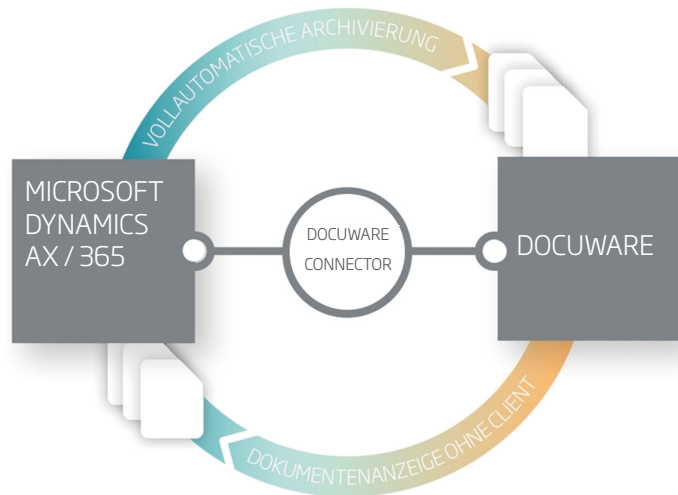 VOLLAUTOMATISCHE ARCHIVIERUNG
MICROSOFT
DYNAMICS
AX / 365
DOCUWARE
CONNECTOR
DOCUWARE
DOKUMENTENANZEIGE OHNE CLIENT